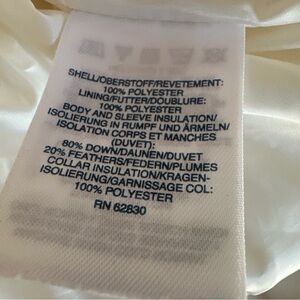 SHELL/OBERSTOFF/REVETEMENT:
100% POLYESTER
LINING/FUTTER/DOUBLURE:
100% POLYESTER
BODY AND SLEEVE INSULATION/
ISOLIERUNG IN RUMPF UND ÄRMELN/
ISOLATION CORPS ET MANCHES
(DUVET):
80% DOWN/DAUNEN/DUVET
20% FEATHERS/FEDERN/PLUMES
COLLAR INSULATION/KRAGEN-
ISOLIERUNG/GARNISSAGE COL:
100% POLYESTER
RN 62830